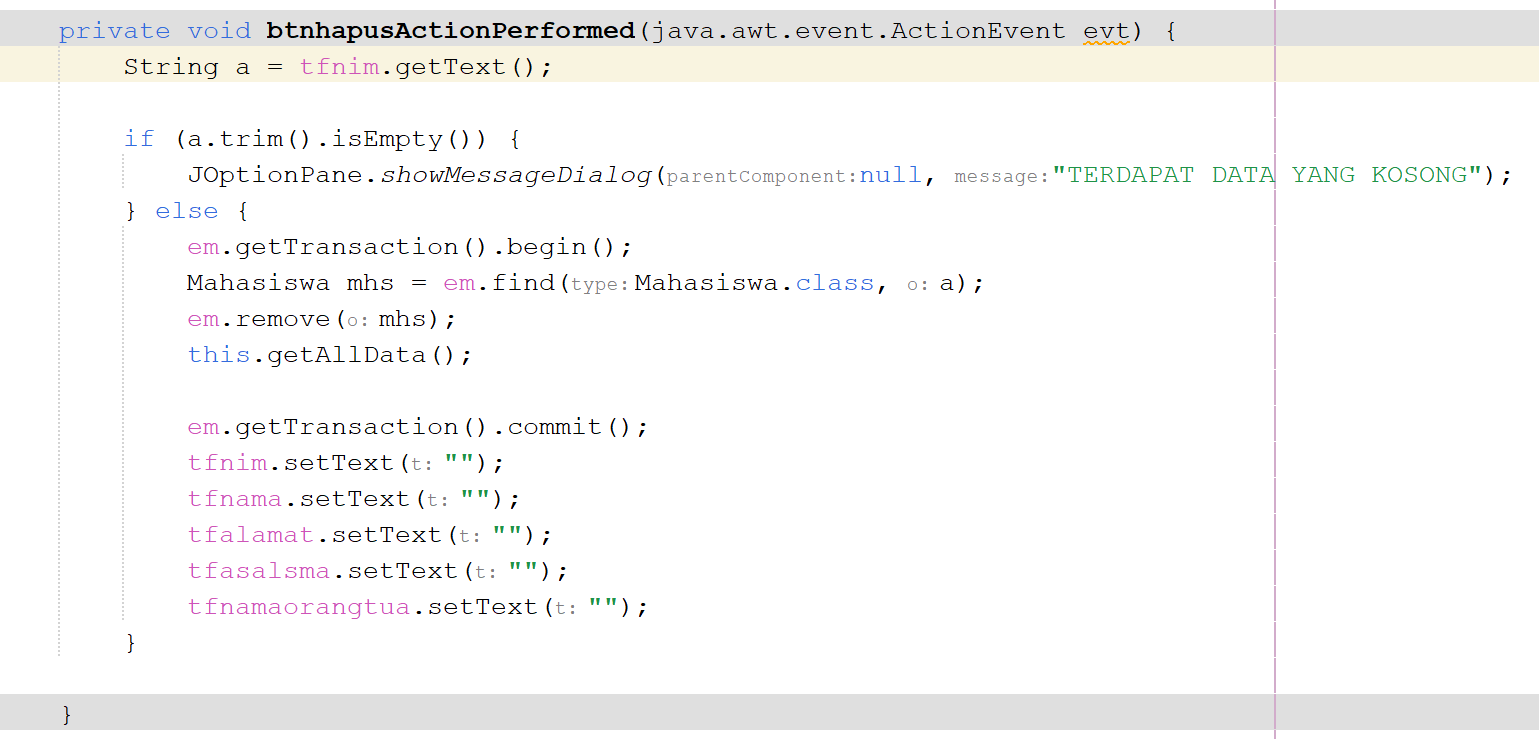 private void btnhapusActionPerformed(java.awt.event.ActionEvent evt) {
String a = tfnim.getText();
if (a.trim().isEmpty()) {
JOptionPane.showMessageDialog(parentComponent:null, message:"TERDAPAT DATA YANG KOSONG");
} else {
em.getTransaction().begin();
Mahasiswa mhs = em.find(type:Mahasiswa.class, o:a);
em.remove(o:mhs);
this.getAllData();
em.getTransaction().commit();
tfnim.setText(t:"");
tfnama.setText(t:"");
tfalamat.setText(t:"");
tfasalsma.setText(t:"");
tfnamaorangtua.setText(t:"");
}
}